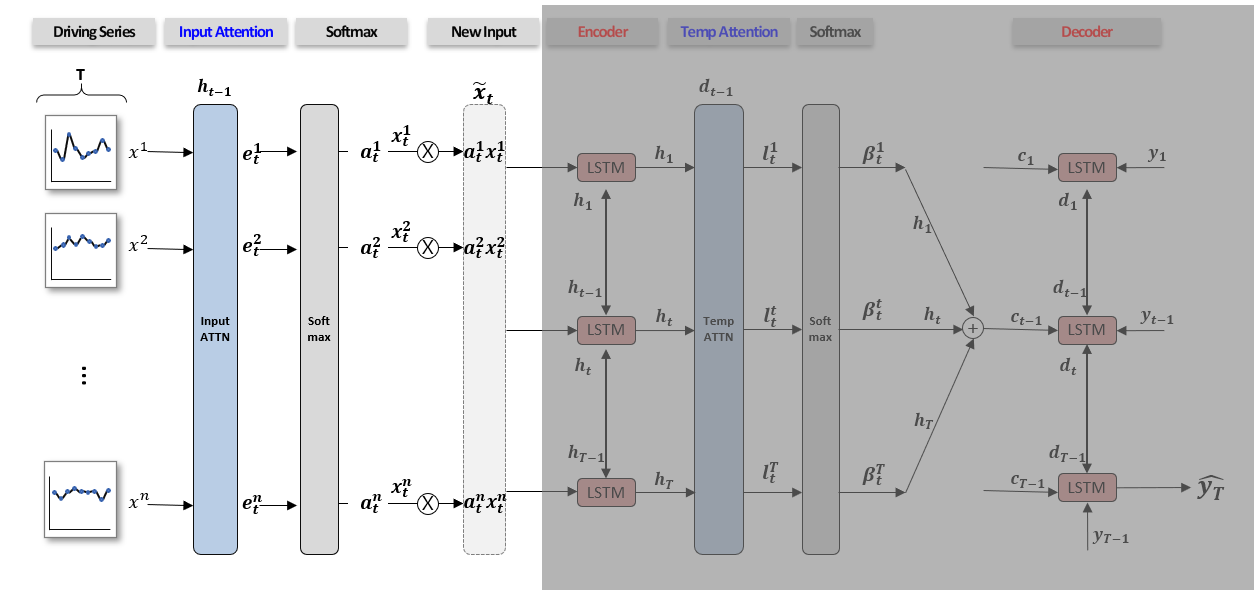 Driving Series Input Attention Softmax New Input Encoder Temp Attention Softmax Decoder
T
h_{t−1} x̃_t d_{t−1}
x^1 e_t^1 a_t^1 x_t^1 X a_t^1 x_t^1 LSTM h_1 l_t^1 β_t^1 c_1 LSTM y_1
h_1 h_1 d_1
x^2 e_t^2 a_t^2 x_t^2 X a_t^2 x_t^2
h_{t−1} d_{t−1}
Input ATTN Soft max LSTM h_t Temp ATTN l_t^t Soft max β_t^t h_t + c_{t−1} LSTM y_{t−1}
⋮ h_t d_t
h_T
h_{T−1} d_{T−1}
x^n e_t^n a_t^n x_t^n X a_t^n x_t^n LSTM h_T l_t^T β_t^T c_{T−1} LSTM ŷ_T
y_{T−1}